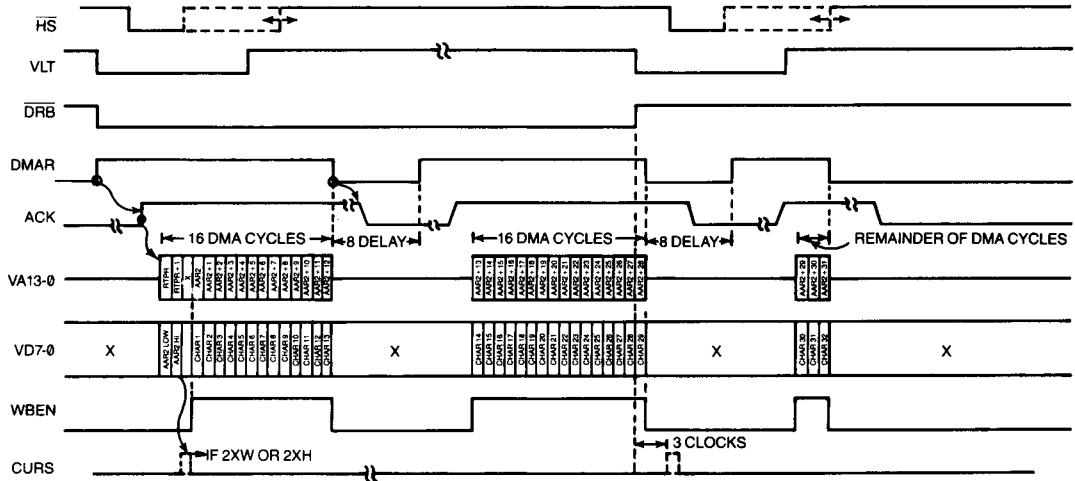 HS
VLT
DRB
DMAR
ACK
16 DMA CYCLES
8 DELAY
16 DMA CYCLES
8 DELAY
REMAINDER OF DMA CYCLES
VA13-0
RTPR
RTPR + 1
X
AAR2
AAR2 + 1
AAR2 + 2
AAR2 + 3
AAR2 + 4
AAR2 + 5
AAR2 + 6
AAR2 + 7
AAR2 + 8
AAR2 + 9
AAR2 + 10
AAR2 + 11
AAR2 + 12
AAR2 + 13
AAR2 + 14
AAR2 + 15
AAR2 + 16
AAR2 + 17
AAR2 + 18
AAR2 + 19
AAR2 + 20
AAR2 + 21
AAR2 + 22
AAR2 + 23
AAR2 + 24
AAR2 + 25
AAR2 + 26
AAR2 + 27
AAR2 + 28
AAR2 + 29
AAR2 + 30
AAR2 + 31
VD7-0
X
AAR2 LOW
AAR2 HI
CHAR 1
CHAR 2
CHAR 3
CHAR 4
CHAR 5
CHAR 6
CHAR 7
CHAR 8
CHAR 9
CHAR 10
CHAR 11
CHAR 12
CHAR 13
X
CHAR 14
CHAR 15
CHAR 16
CHAR 17
CHAR 18
CHAR 19
CHAR 20
CHAR 21
CHAR 22
CHAR 23
CHAR 24
CHAR 25
CHAR 26
CHAR 27
CHAR 28
CHAR 29
X
CHAR 30
CHAR 31
CHAR 32
X
WBEN
3 CLOCKS
IF 2XW OR 2XH
CURS